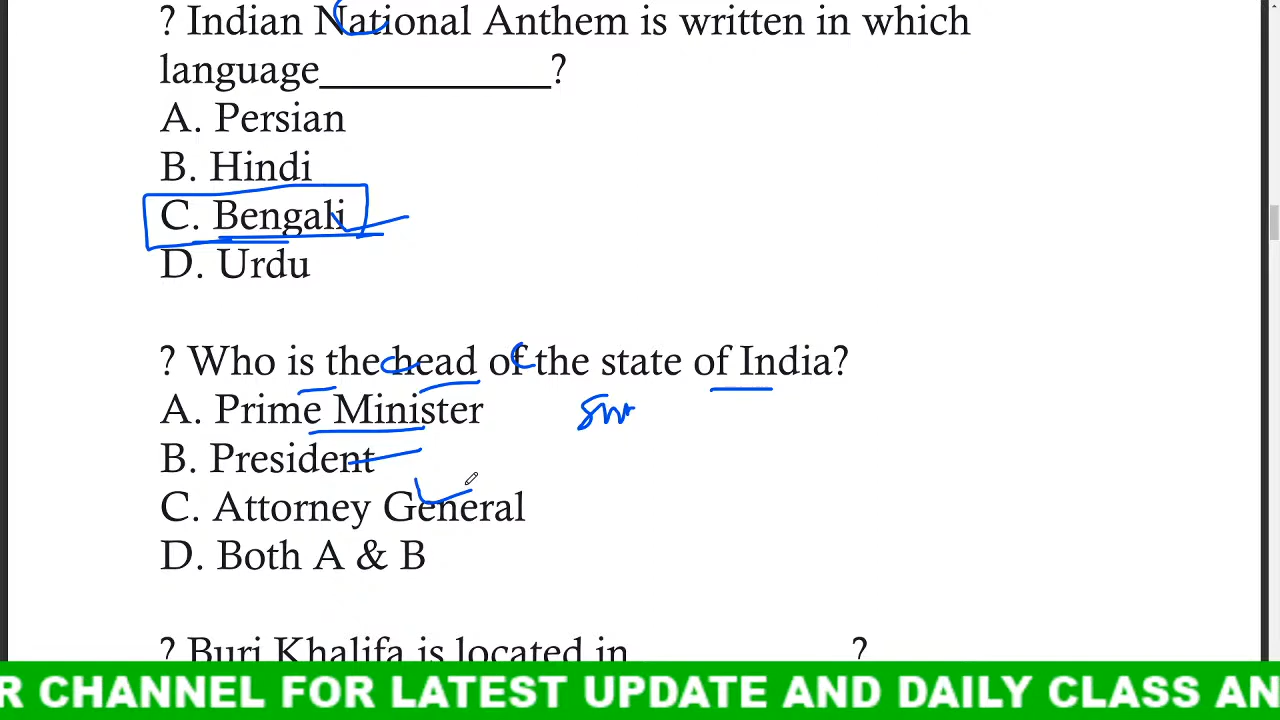 ? Indian National Anthem is written in which
language___________?
A. Persian
B. Hindi
C. Bengali
D. Urdu
? Who is the head of the state of India?
A. Prime Minister
B. President
C. Attorney General
D. Both A & B
? Burj Khalifa is located in ?
R CHANNEL FOR LATEST UPDATE AND DAILY CLASS AN